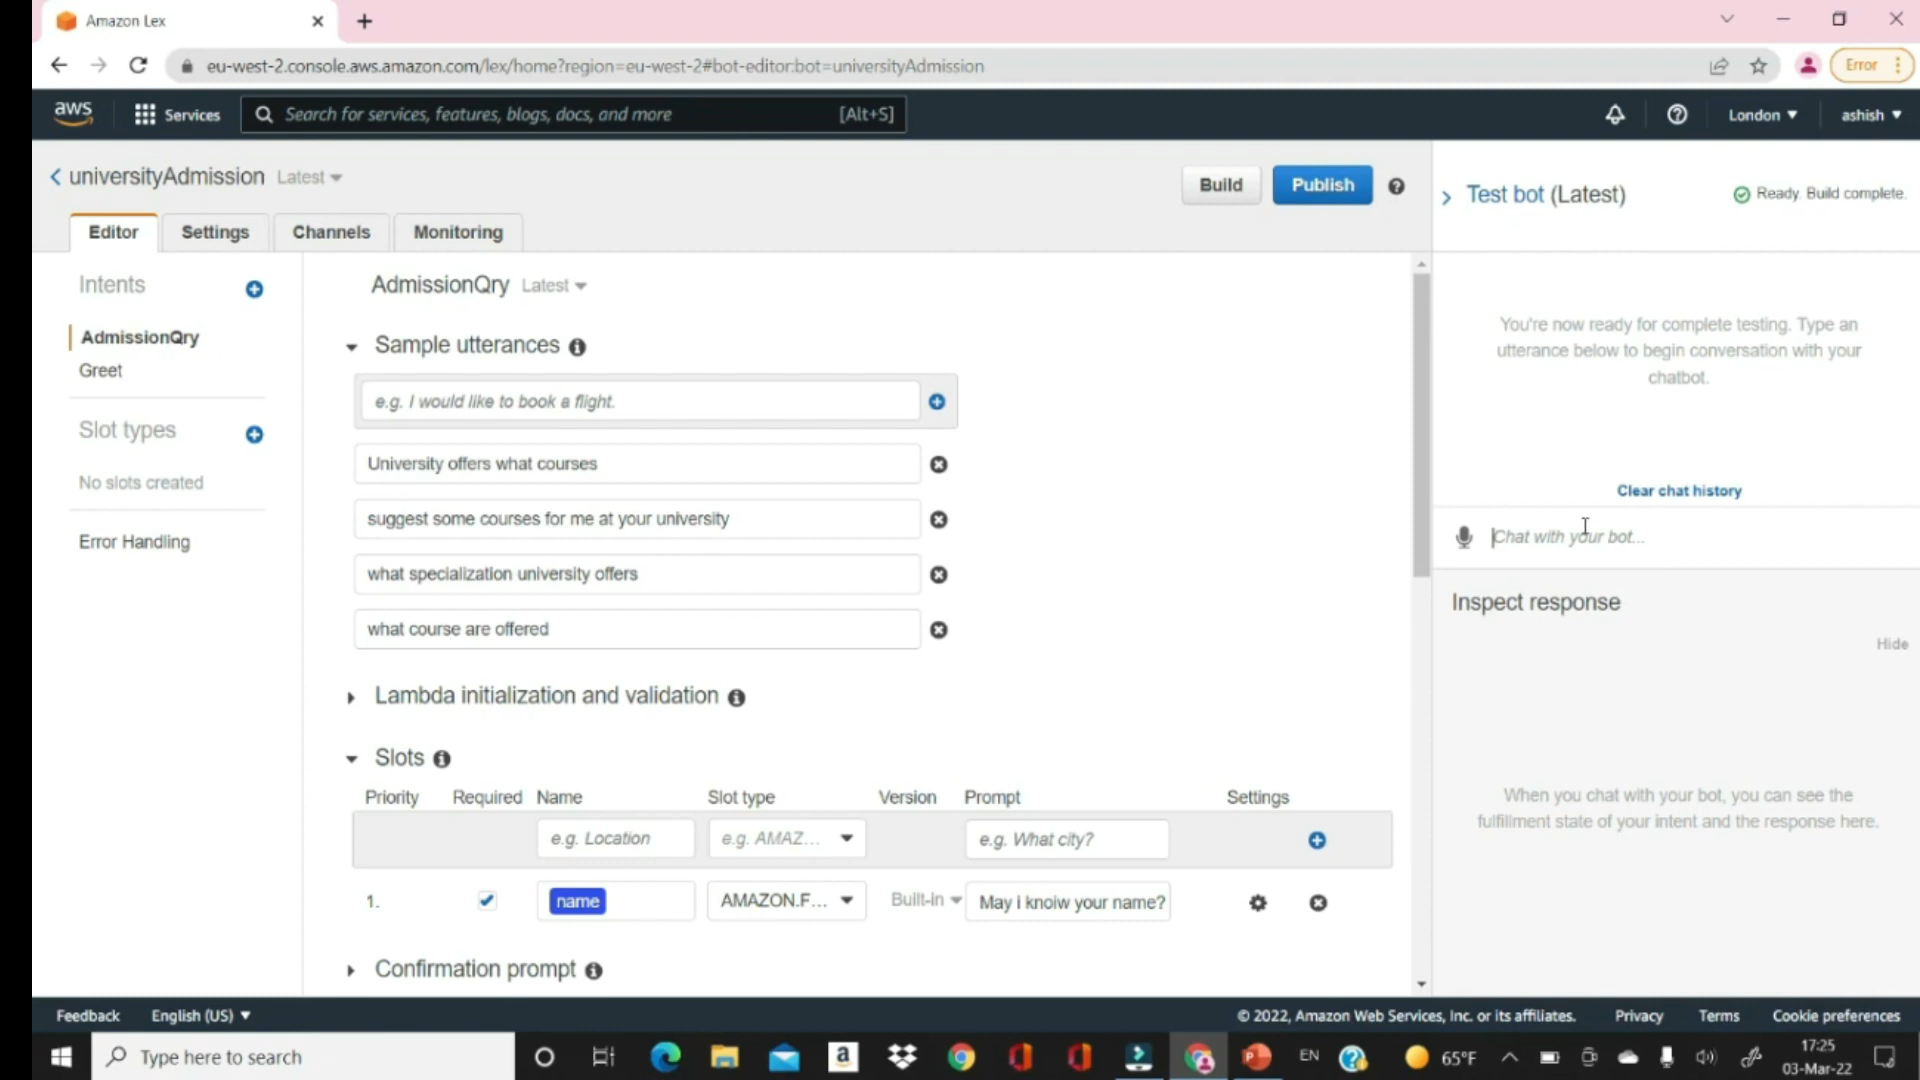 Amazon Lex
eu-west-2.console.aws.amazon.com/lex/home?region=eu-west-2#bot-editor:bot=universityAdmission
Error
aws
Services
Search for services, features, blogs, docs, and more
[Alt+S]
London
ashish
universityAdmission Latest
Build
Publish
Test bot (Latest)
Ready. Build complete.
Editor
Settings
Channels
Monitoring
Intents
AdmissionQry
Greet
Slot types
No slots created
Error Handling
AdmissionQry Latest
Sample utterances
e.g. I would like to book a flight.
University offers what courses
suggest some courses for me at your university
what specialization university offers
what course are offered
Lambda initialization and validation
Slots
Priority Required Name Slot type Version Prompt Settings
e.g. Location e.g. AMAZ... e.g. What city?
1. name AMAZON.F... Built-in May i knoiw your name?
Confirmation prompt
You're now ready for complete testing. Type an
utterance below to begin conversation with your
chatbot.
Clear chat history
Chat with your bot...
Inspect response
Hide
When you chat with your bot, you can see the
fulfillment state of your intent and the response here.
Feedback
English (US)
© 2022, Amazon Web Services, Inc. or its affiliates.
Privacy
Terms
Cookie preferences
Type here to search
a
P
EN
65°F
17:25
03-Mar-22